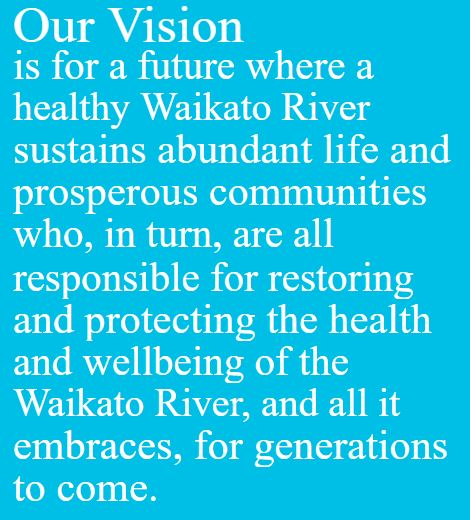 Our Vision
is for a future where a
healthy Waikato River
sustains abundant life and
prosperous communities
who, in turn, are all
responsible for restoring
and protecting the health
and wellbeing of the
Waikato River, and all it
embraces, for generations
to come.